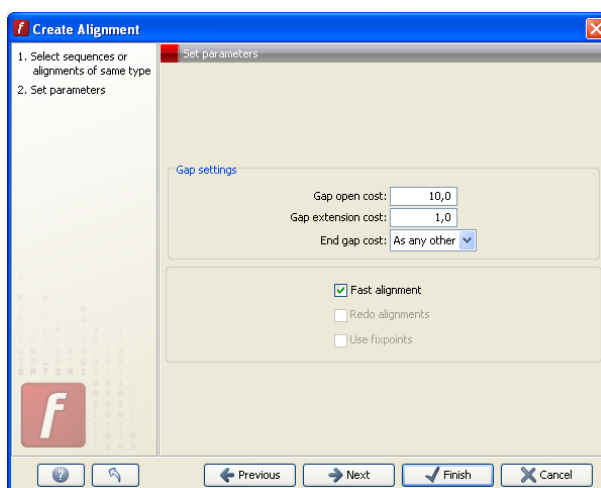 Create Alignment
1. Select sequences or
alignments of same type
2. Set parameters
Set parameters
Gap settings
Gap open cost: 10,0
Gap extension cost: 1,0
End gap cost: As any other
Fast alignment
Redo alignments
Use fixpoints
Previous
Next
Finish
Cancel